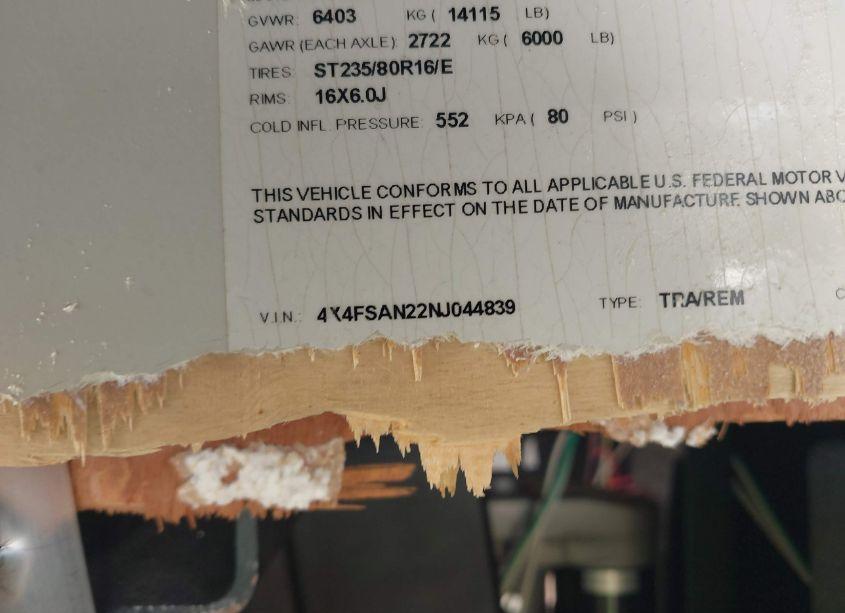 GVWR: 6403 KG ( 14115 LB)
GAWR (EACH AXLE): 2722 KG ( 6000 LB)
TIRES: ST235/80R16/E
RIMS: 16X6.0J
COLD INFL. PRESSURE: 552 KPA ( 80 PSI )
THIS VEHICLE CONFORMS TO ALL APPLICABLE U.S. FEDERAL MOTOR V
STANDARDS IN EFFECT ON THE DATE OF MANUFACTURE SHOWN ABO
V.I.N.: 4X4FSAN22NJ044839 TYPE: TRA/REM